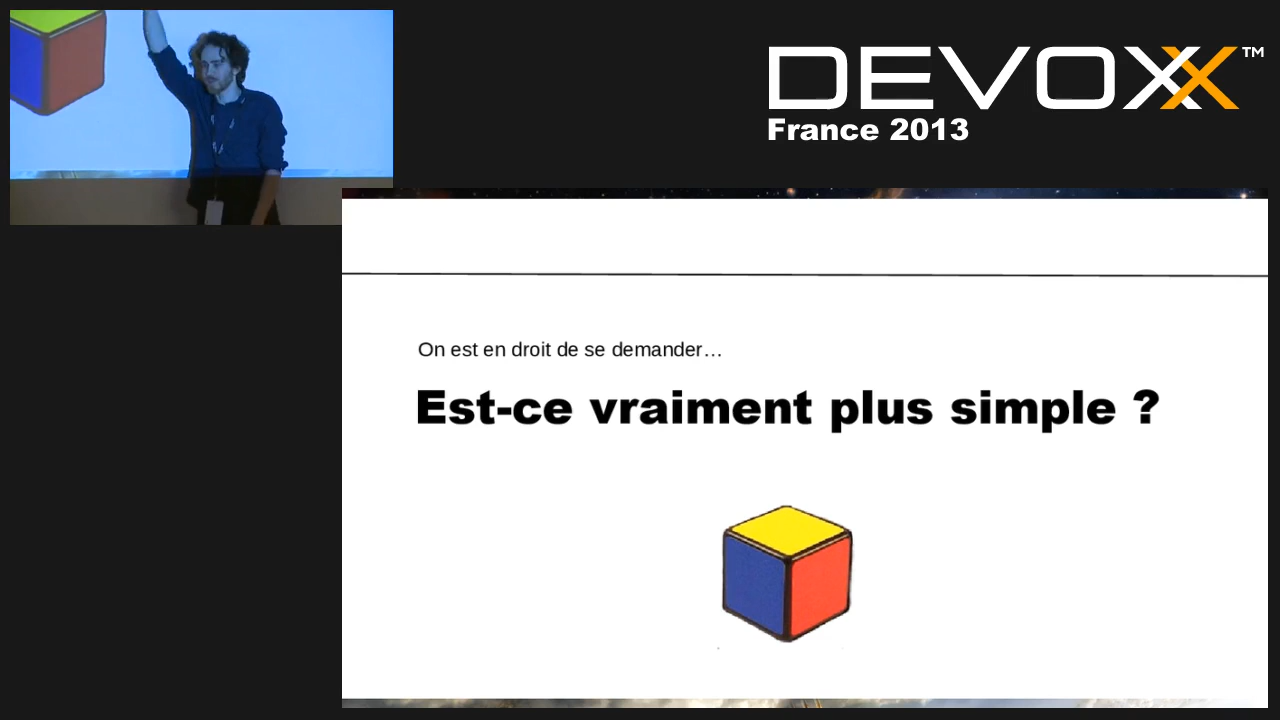 DEVOXX™
France 2013
On est en droit de se demander…
Est-ce vraiment plus simple ?